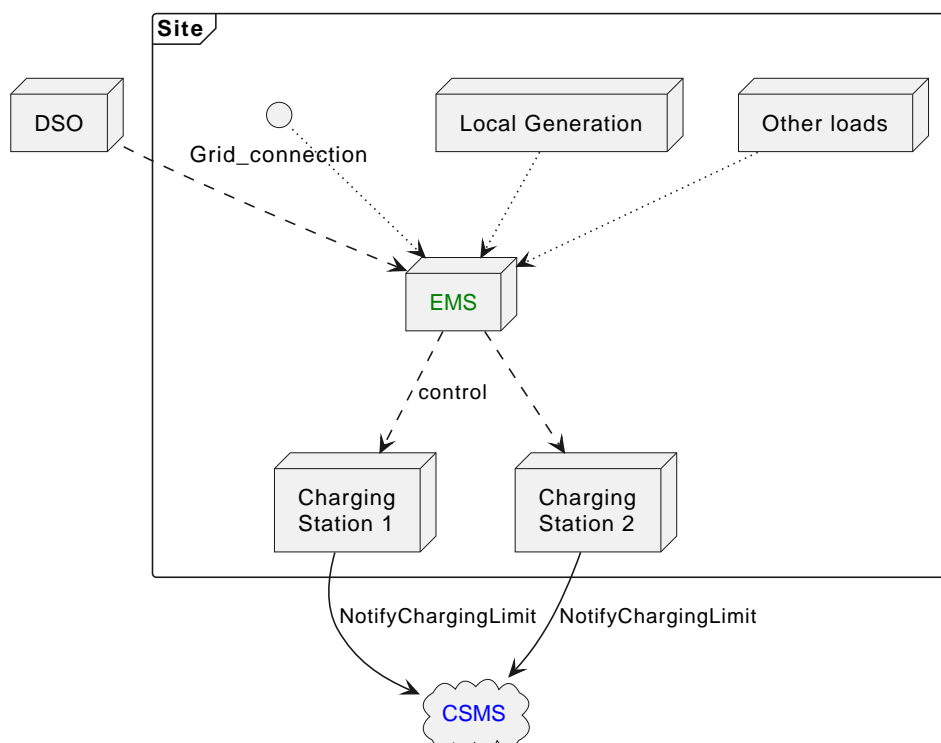 Site
DSO
Local Generation
Other loads
Grid_connection
EMS
control
Charging
Station 1
Charging
Station 2
NotifyChargingLimit
NotifyChargingLimit
CSMS